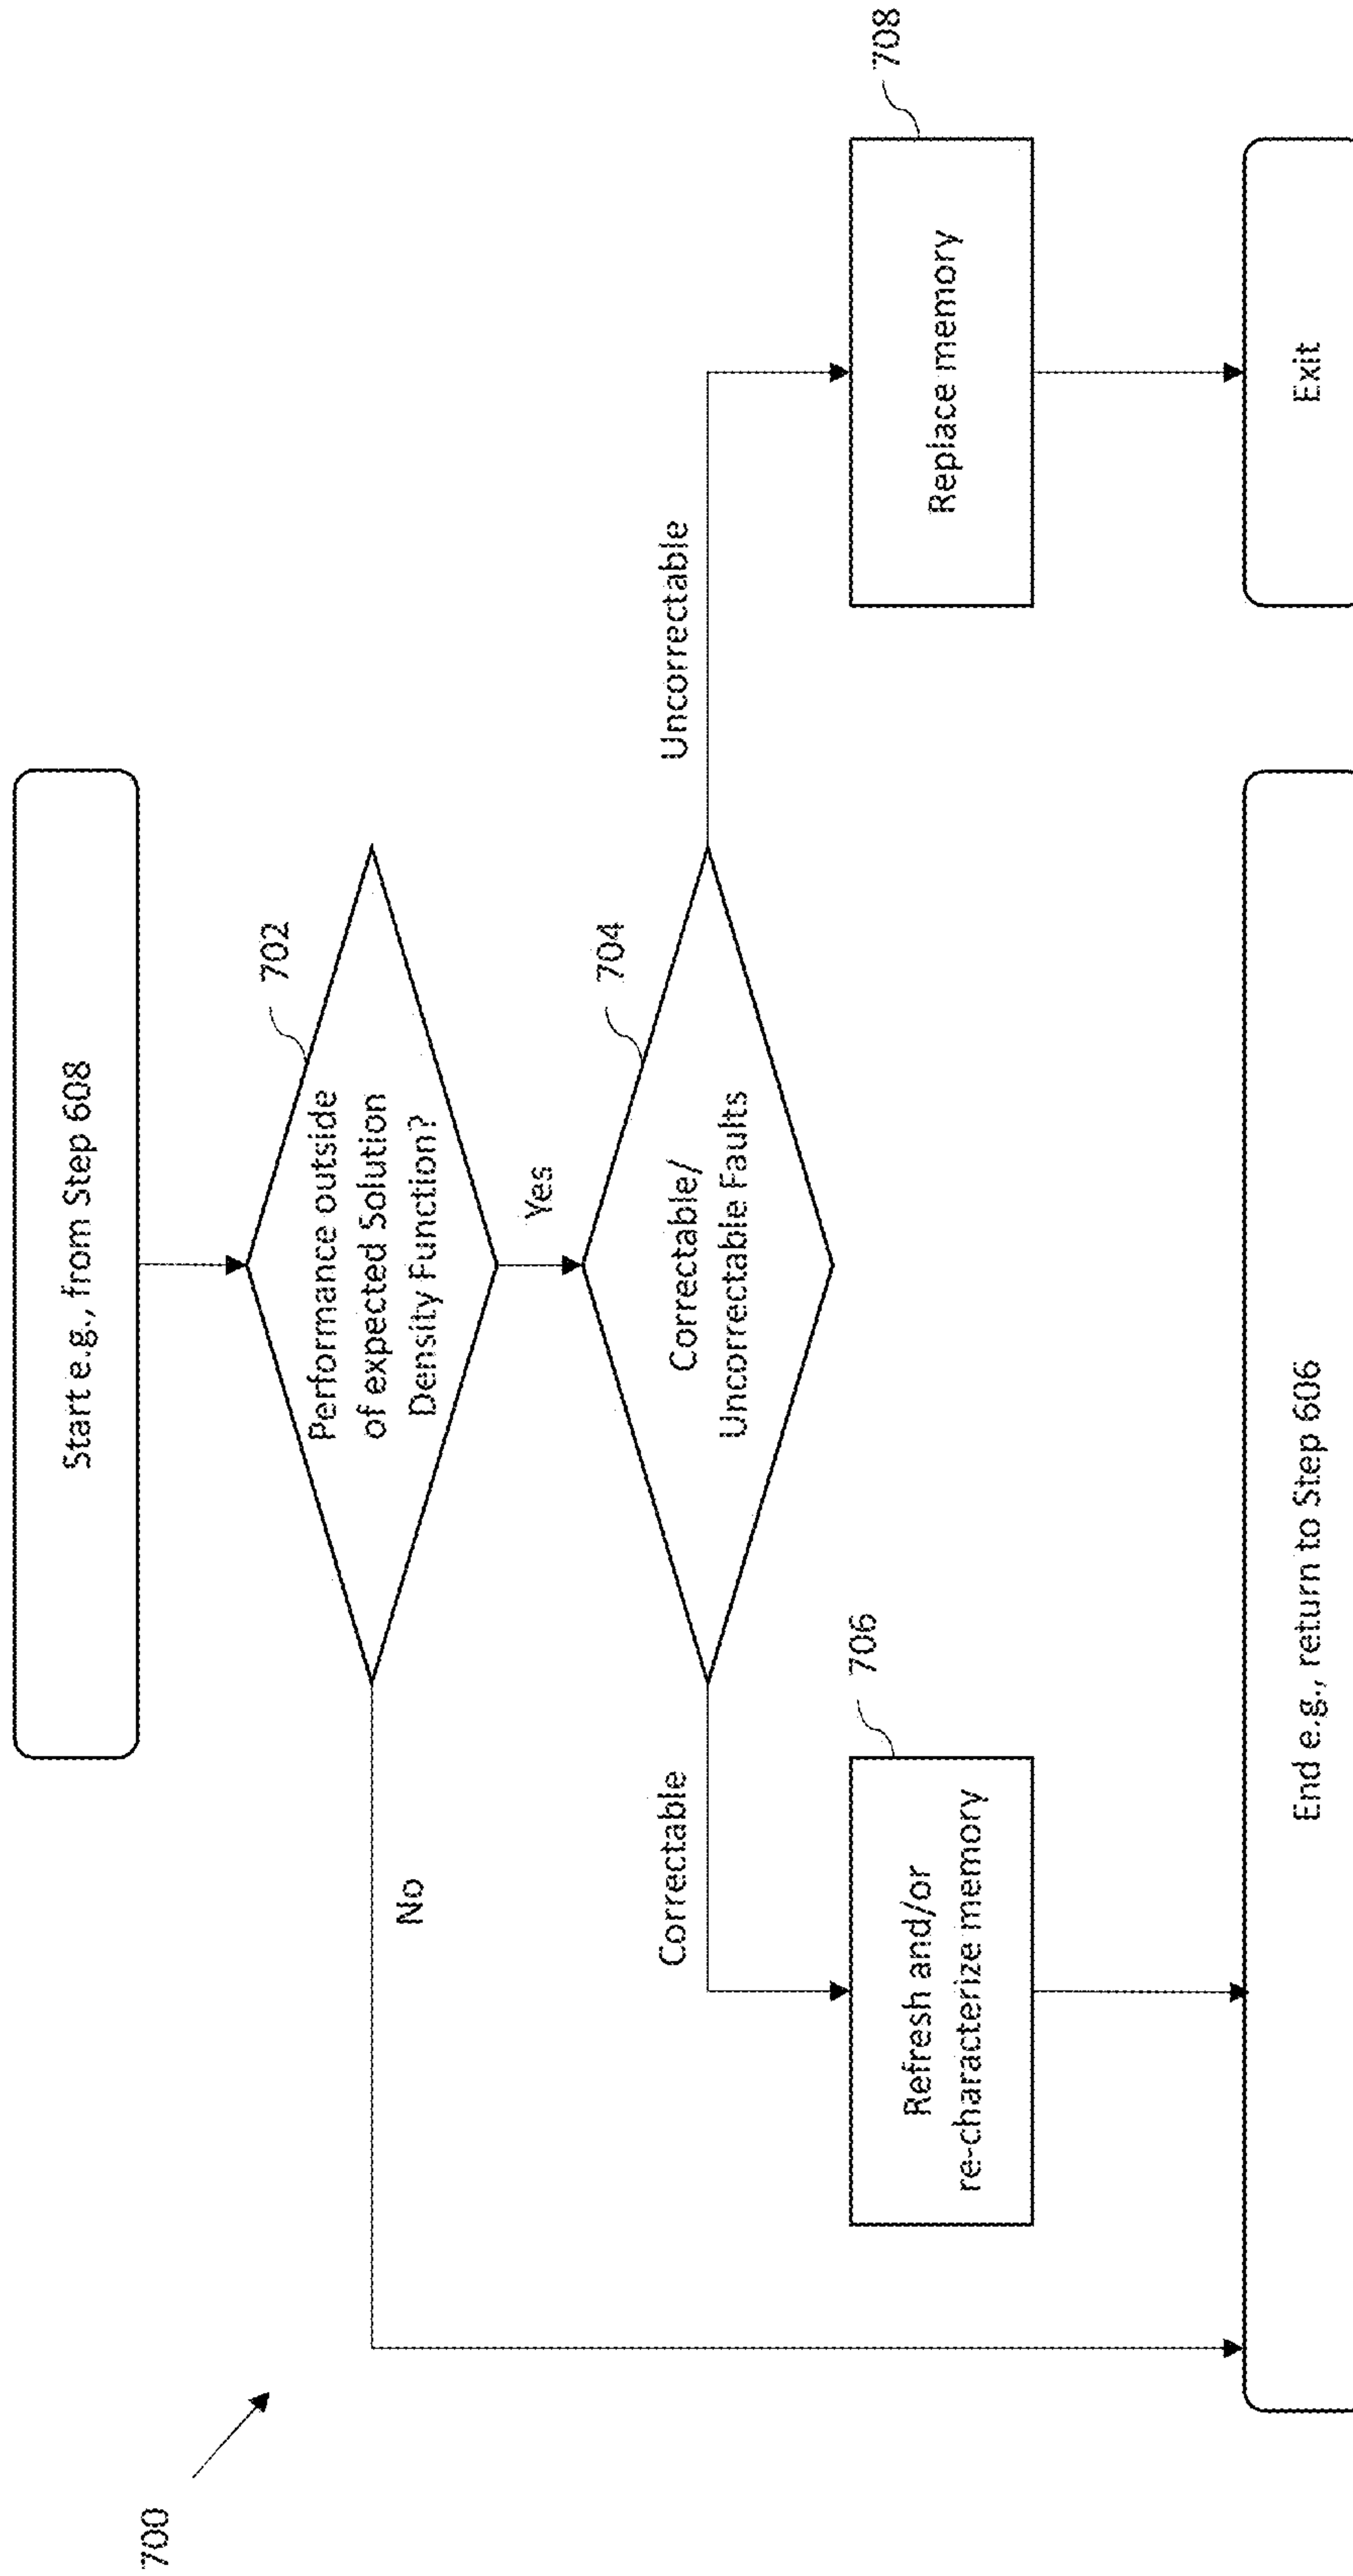 700
Start e.g., from Step 608
702
Performance outside
of expected Solution
Density Function?
No
Yes
704
Correctable/
Uncorrectable Faults
Correctable
Uncorrectable
706
Refresh and/or
re-characterize memory
708
Replace memory
End e.g., return to Step 606
Exit